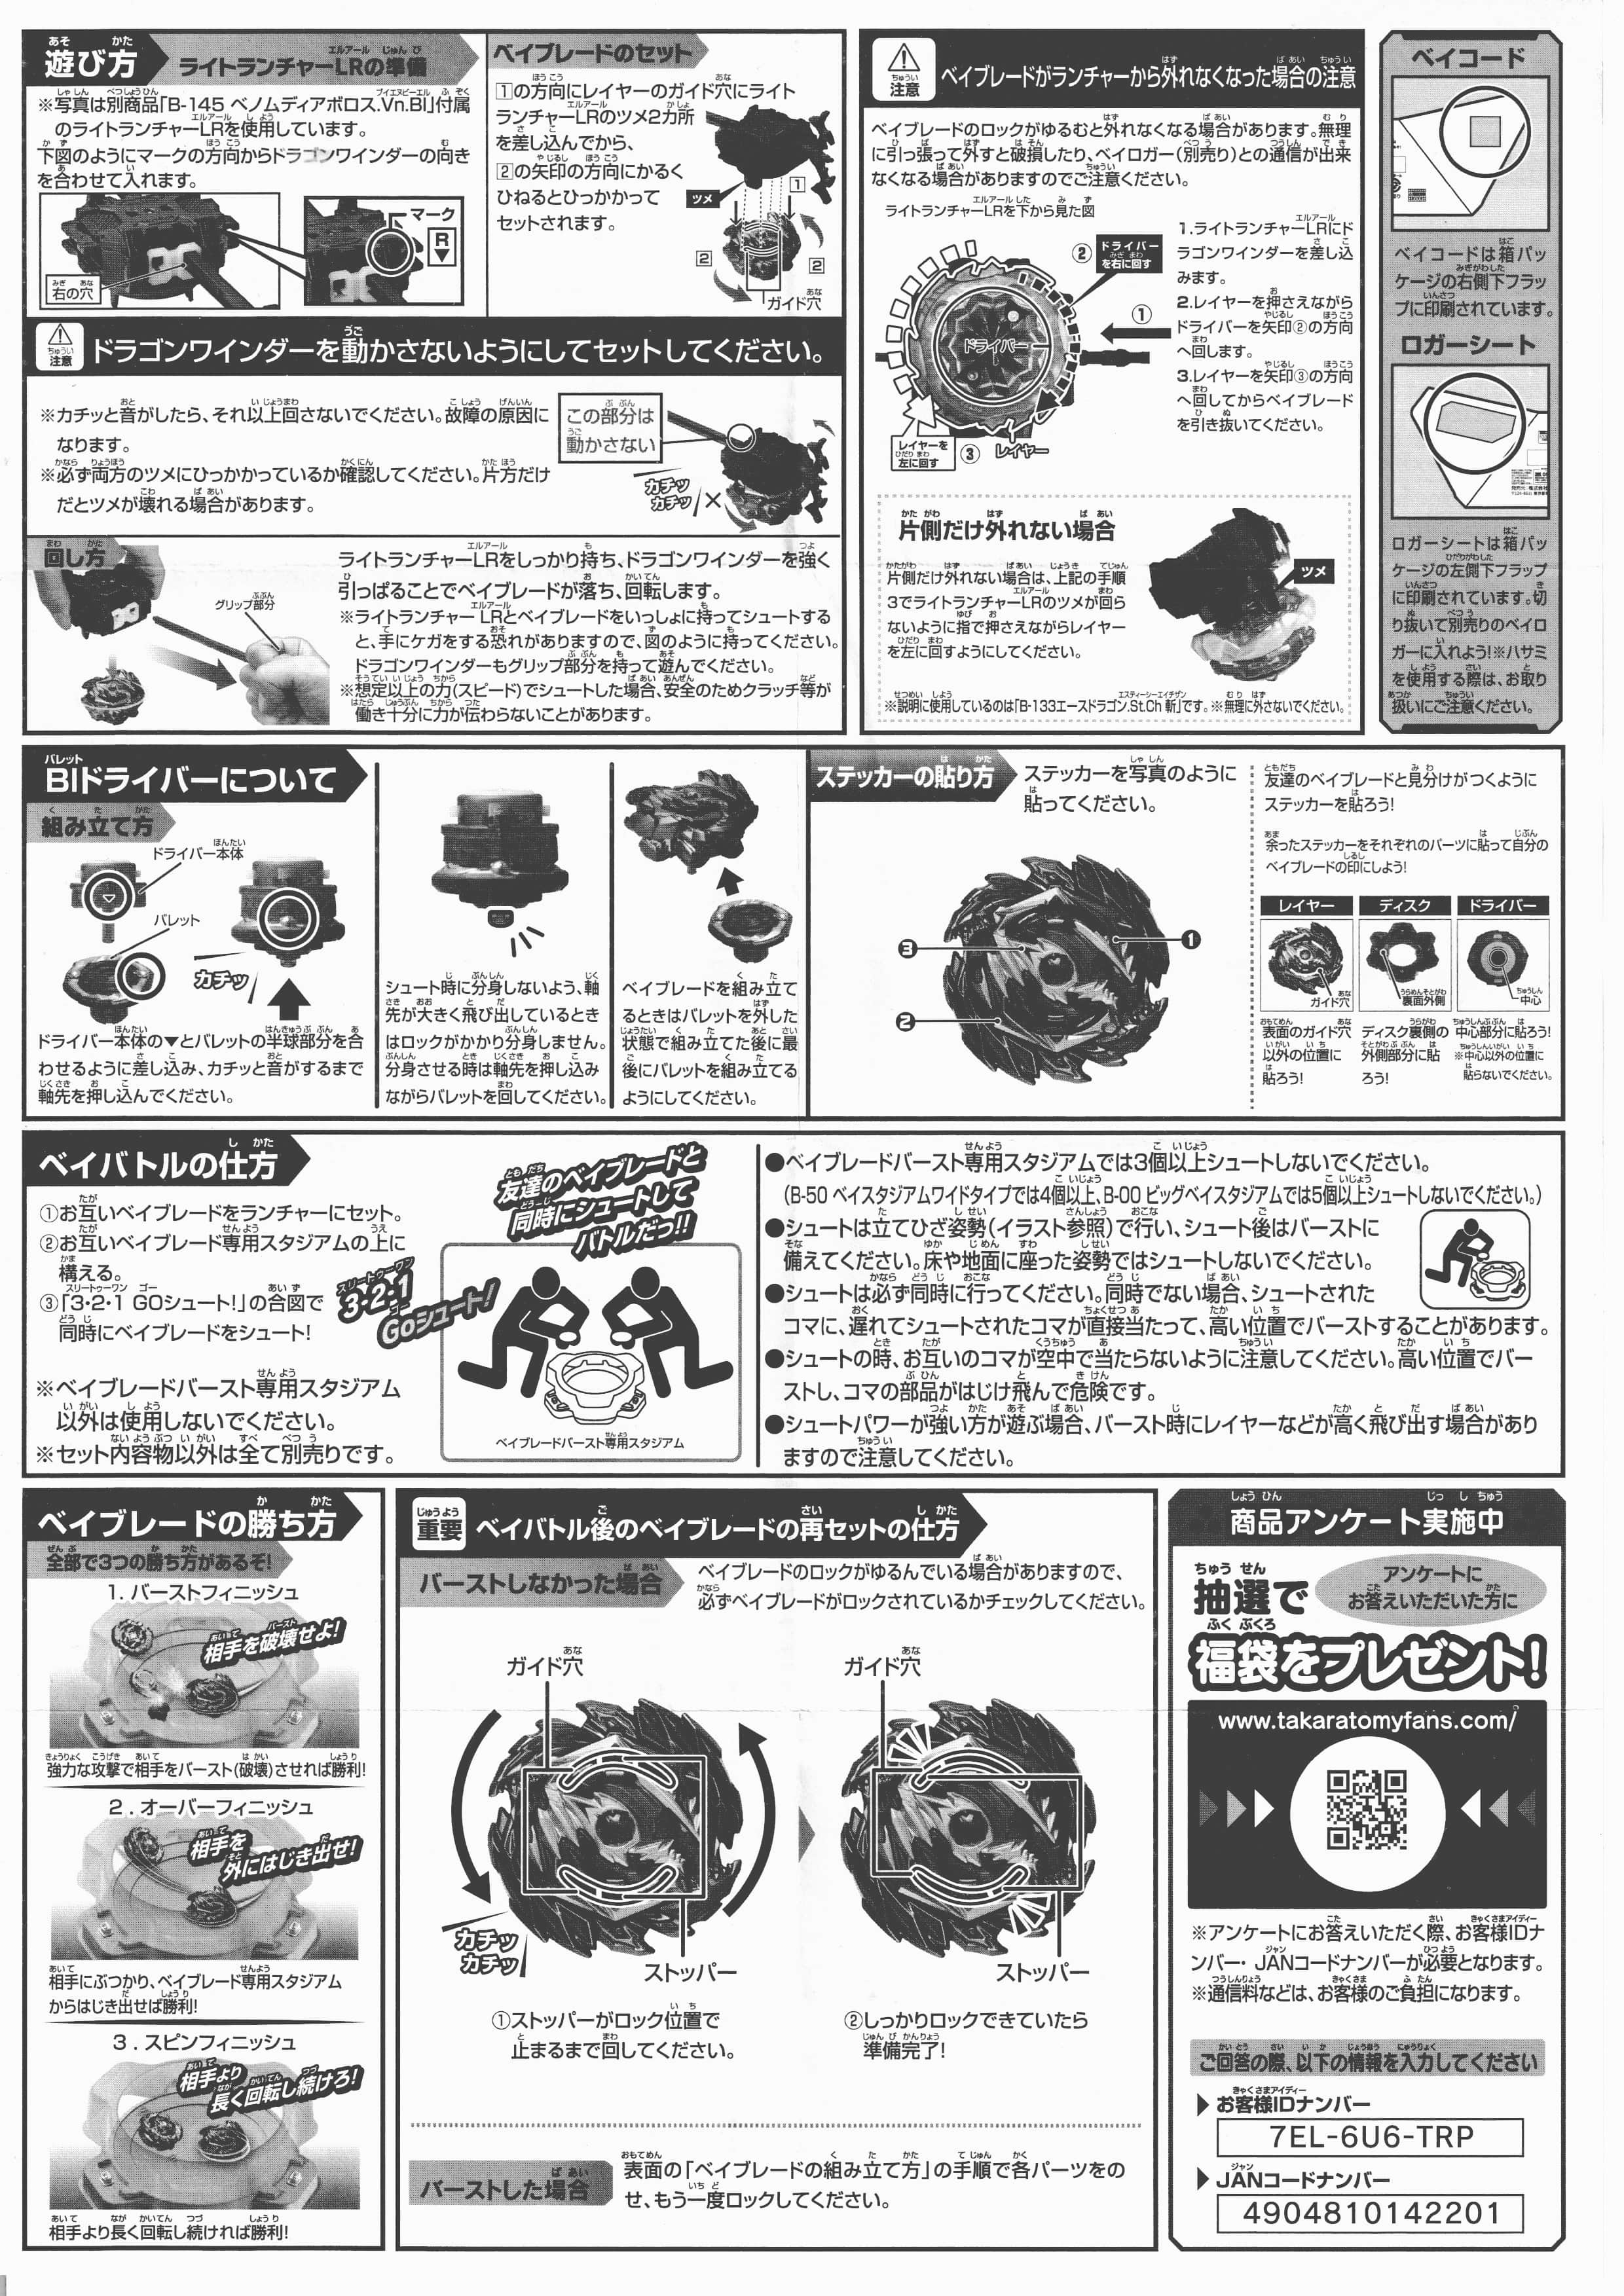 遊び方
ライトランチャーLRの準備
※写真は別商品「B-145 ベノムディアボロス.Vn.Bl」付属
のライトランチャーLRを使用しています。
下図のようにマークの方向からドラゴンワインダーの向き
を合わせて入れます。
マーク
R
右の穴
ベイブレードのセット
1の方向にレイヤーのガイド穴にライト
ランチャーLRのツメ2カ所
を差し込んでから、
2の矢印の方向にかるく
ひねるとひっかかって
セットされます。
ツメ
1
2
2
ガイド穴
注意
ドラゴンワインダーを動かさないようにしてセットしてください。
※カチッと音がしたら、それ以上回さないでください。故障の原因に
なります。
※必ず両方のツメにひっかかっているか確認してください。片方だけ
だとツメが壊れる場合があります。
この部分は
動かさない
カチッ
カチッ
×
回し方
グリップ部分
ライトランチャーLRをしっかり持ち、ドラゴンワインダーを強く
引っぱることでベイブレードが落ち、回転します。
※ライトランチャー LRとベイブレードをいっしょに持ってシュートする
と、手にケガをする恐れがありますので、図のように持ってください。
ドラゴンワインダーもグリップ部分を持って遊んでください。
※想定以上の力(スピード)でシュートした場合、安全のためクラッチ等が
働き十分に力が伝わらないことがあります。
注意
ベイブレードがランチャーから外れなくなった場合の注意
ベイブレードのロックがゆるむと外れなくなる場合があります。無理
に引っ張って外すと破損したり、ベイロガー(別売り)との通信が出来
なくなる場合がありますのでご注意ください。
ライトランチャーLRを下から見た図
②
ドライバー
を右に回す
①
ドライバー
レイヤーを
左に回す
③
レイヤー
1.ライトランチャーLRにド
ラゴンワインダーを差し込
みます。
2.レイヤーを押さえながら
ドライバーを矢印②の方向
へ回します。
3.レイヤーを矢印③の方向
へ回してからベイブレード
を引き抜いてください。
片側だけ外れない場合
片側だけ外れない場合は、上記の手順
3でライトランチャーLRのツメが回ら
ないように指で押さえながらレイヤー
を左に回すようにしてください。
ツメ
※説明に使用しているのは「B-133エースドラゴン.St.Ch 斬」です。※無理に外さないでください。
ベイコード
ベイコードは箱パッ
ケージの右側下フラッ
プに印刷されています。
ロガーシート
ロガーシートは箱パッ
ケージの左側下フラップ
に印刷されています。切
り抜いて別売りのベイロ
ガーに入れよう!※ハサミ
を使用する際は、お取り
扱いにご注意ください。
Blドライバーについて
組み立て方
ドライバー本体
バレット
カチッ
ドライバー本体の▼とバレットの半球部分を合
わせるように差し込み、カチッと音がするまで
軸先を押し込んでください。
シュート時に分身しないよう、軸
先が大きく飛び出しているとき
はロックがかかり分身しません。
分身させる時は軸先を押し込み
ながらバレットを回してください。
ベイブレードを組み立て
るときはバレットを外した
状態で組み立てた後に最
後にバレットを組み立てる
ようにしてください。
ステッカーの貼り方
ステッカーを写真のように
貼ってください。
❶
❷
❸
友達のベイブレードと見分けがつくように
ステッカーを貼ろう!
余ったステッカーをそれぞれのパーツに貼って自分の
ベイブレードの印にしよう!
レイヤー
ディスク
ドライバー
ガイド穴
裏面外側
中心
表面のガイド穴
以外の位置に
貼ろう!
ディスク裏側の
外側部分に貼
ろう!
中心部分に貼ろう!
※中心以外の位置に
貼らないでください。
ベイバトルの仕方
①お互いベイブレードをランチャーにセット。
②お互いベイブレード専用スタジアムの上に
構える。
③「3・2・1 GOシュート!」の合図で
同時にベイブレードをシュート!
※ベイブレードバースト専用スタジアム
以外は使用しないでください。
※セット内容物以外は全て別売りです。
友達のベイブレードと
同時にシュートして
バトルだっ!!
3・2・1
Goシュート!
ベイブレードバースト専用スタジアム
●ベイブレードバースト専用スタジアムでは3個以上シュートしないでください。
(B-50 ベイスタジアムワイドタイプでは4個以上、B-00 ビッグベイスタジアムでは5個以上シュートしないでください。)
●シュートは立てひざ姿勢(イラスト参照)で行い、シュート後はバーストに
備えてください。床や地面に座った姿勢ではシュートしないでください。
●シュートは必ず同時に行ってください。同時でない場合、シュートされた
コマに、遅れてシュートされたコマが直接当たって、高い位置でバーストすることがあります。
●シュートの時、お互いのコマが空中で当たらないように注意してください。高い位置でバー
ストし、コマの部品がはじけ飛んで危険です。
●シュートパワーが強い方が遊ぶ場合、バースト時にレイヤーなどが高く飛び出す場合があり
ますので注意してください。
ベイブレードの勝ち方
全部で3つの勝ち方があるぞ!
1. バーストフィニッシュ
相手を破壊せよ!
強力な攻撃で相手をバースト(破壊)させれば勝利!
2 . オーバーフィニッシュ
相手を
外にはじき出せ!
相手にぶつかり、ベイブレード専用スタジアム
からはじき出せば勝利!
3 . スピンフィニッシュ
相手より
長く回転し続けろ!
相手より長く回転し続ければ勝利!
重要
ベイバトル後のベイブレードの再セットの仕方
バーストしなかった場合
ベイブレードのロックがゆるんでいる場合がありますので、
必ずベイブレードがロックされているかチェックしてください。
ガイド穴
カチッ
カチッ
ストッパー
①ストッパーがロック位置で
止まるまで回してください。
ガイド穴
ストッパー
②しっかりロックできていたら
準備完了!
バーストした場合
表面の「ベイブレードの組み立て方」の手順で各パーツをの
せ、もう一度ロックしてください。
商品アンケート実施中
アンケートに
お答えいただいた方に
抽選で
福袋をプレゼント!
www.takaratomyfans.com/
※アンケートにお答えいただく際、お客様IDナ
ンバー・JANコードナンバーが必要となります。
※通信料などは、お客様のご負担になります。
ご回答の際、以下の情報を入力してください
お客様IDナンバー
7EL-6U6-TRP
JANコードナンバー
4904810142201